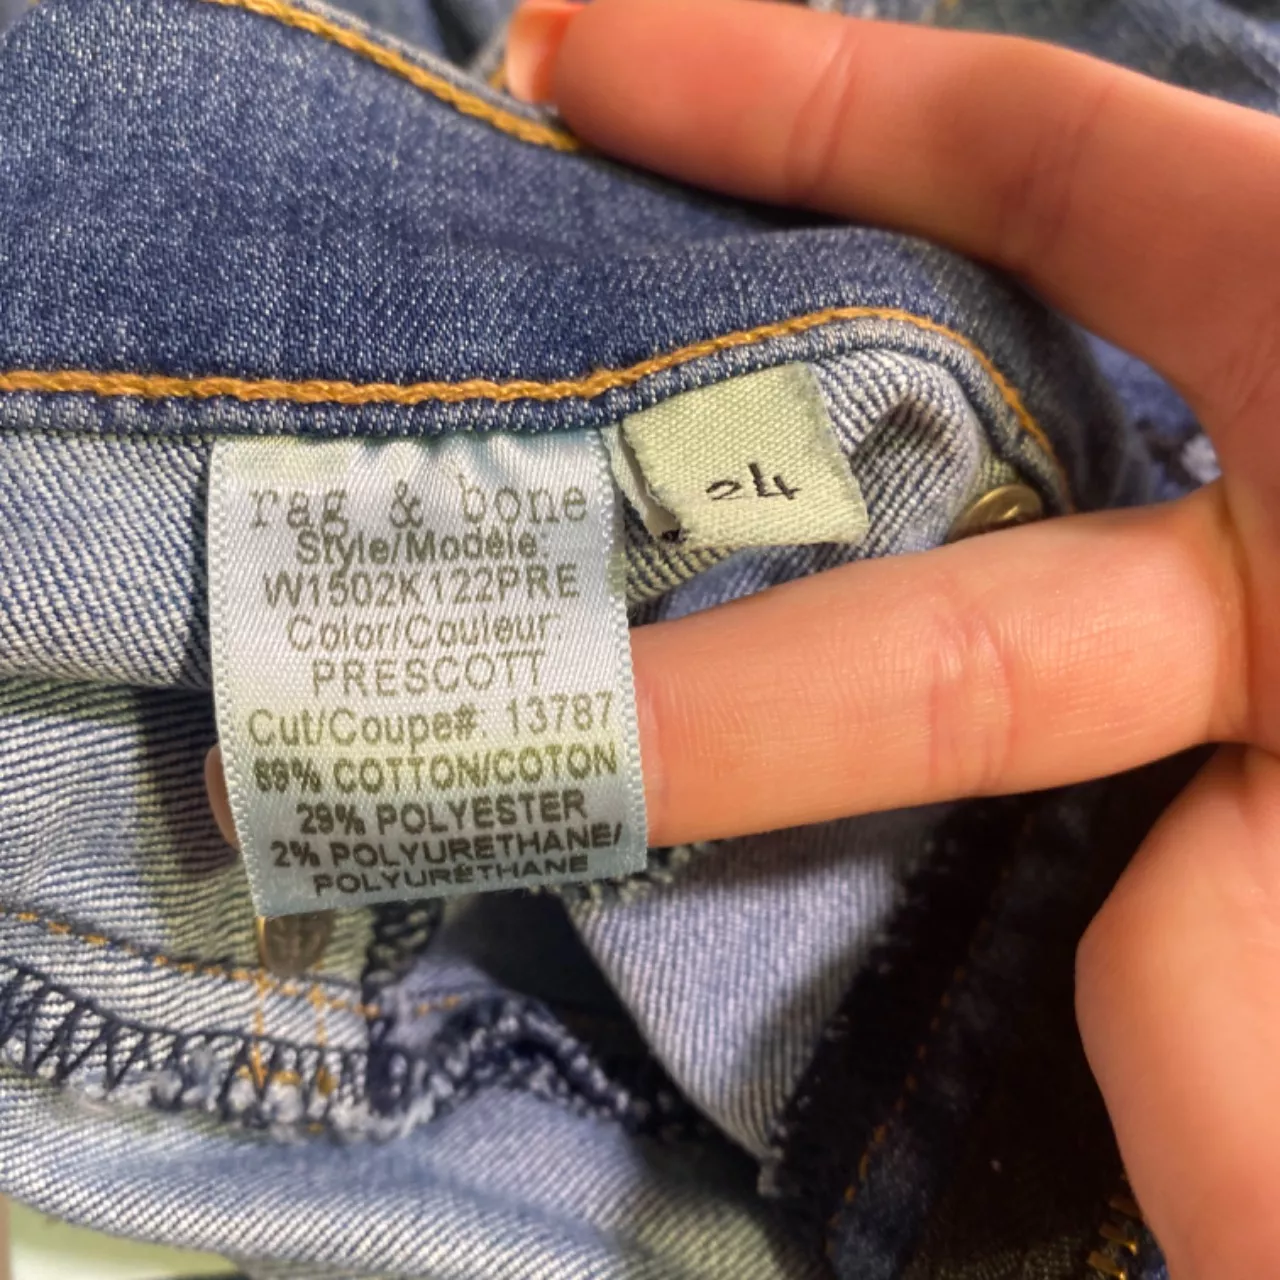 rag & bone
Style/Modèle:
W1502K122PRE
Color/Couleur:
PRESCOTT
Cut/Coupe#: 13787
69% COTTON/COTON
29% POLYESTER
2% POLYURETHANE/
POLYURÉTHANE
24